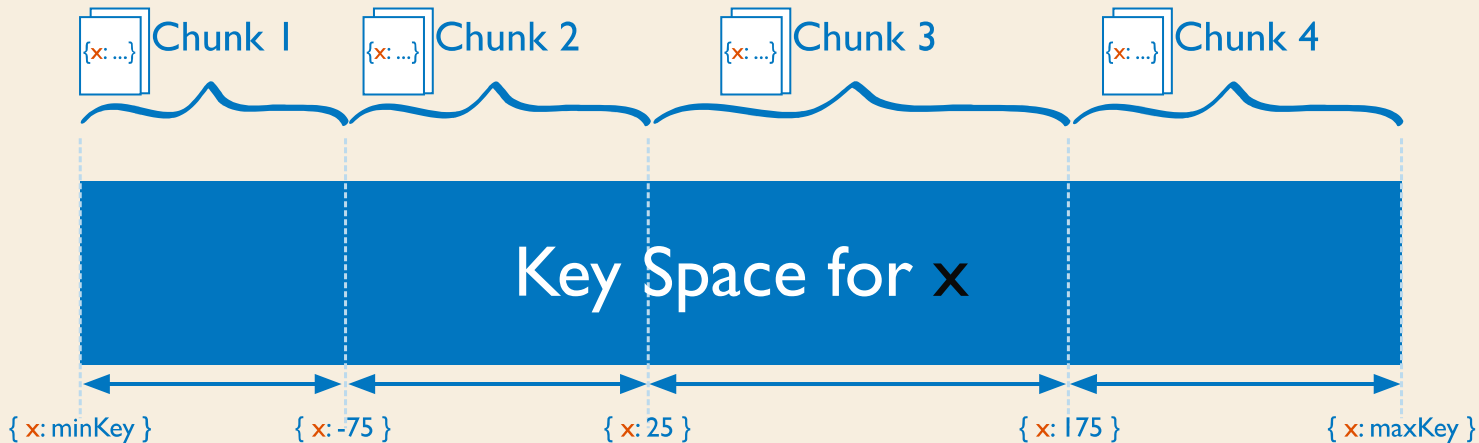 Chunk 1
Chunk 2
Chunk 3
Chunk 4
{x: ...}
{x: ...}
{x: ...}
{x: ...}
Key Space for x
{ x: minKey }
{ x: -75 }
{ x: 25 }
{ x: 175 }
{ x: maxKey }